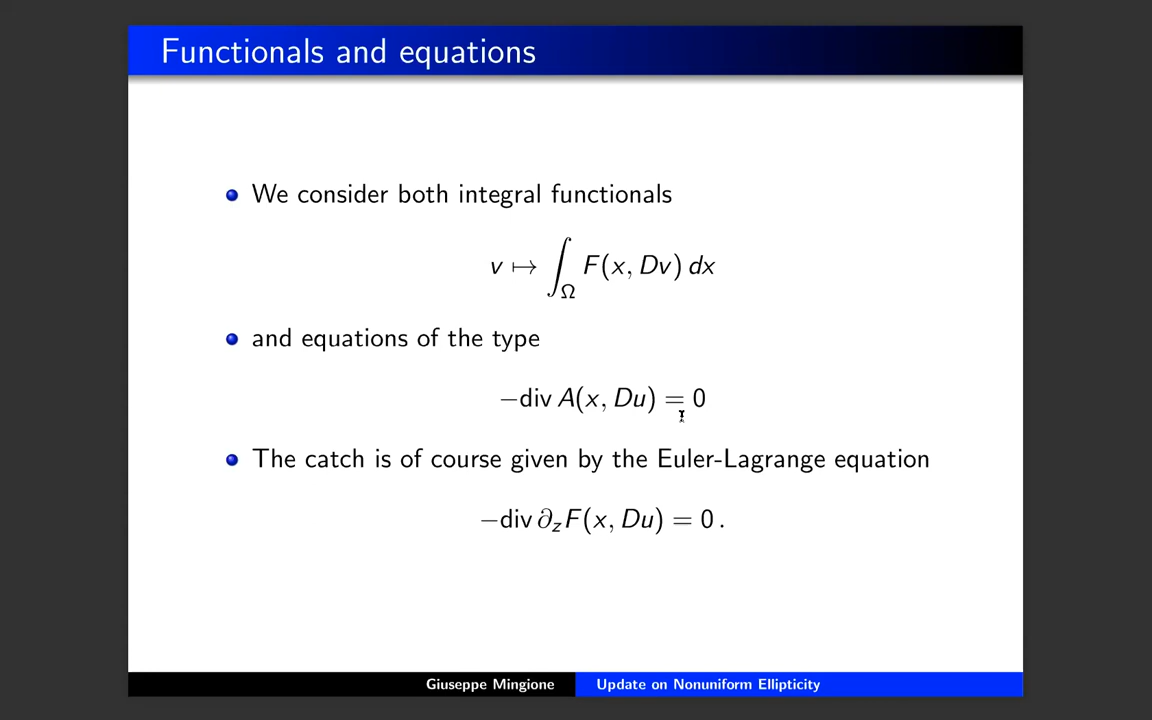 Functionals and equations
We consider both integral functionals
v ↦ ∫_Ω F(x, Dv) dx
and equations of the type
−div A(x, Du) = 0
The catch is of course given by the Euler-Lagrange equation
−div ∂_z F(x, Du) = 0 .
Giuseppe Mingione Update on Nonuniform Ellipticity